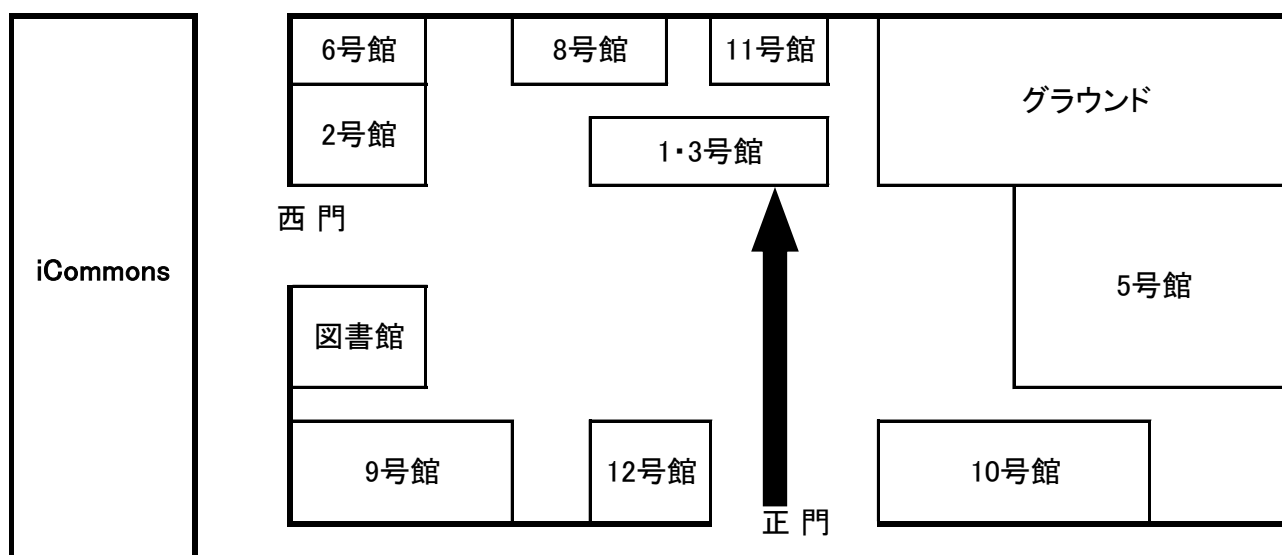 6号館
8号館
11号館
グラウンド
2号館
1・3号館
西 門
iCommons
5号館
図書館
9号館
12号館
10号館
正 門